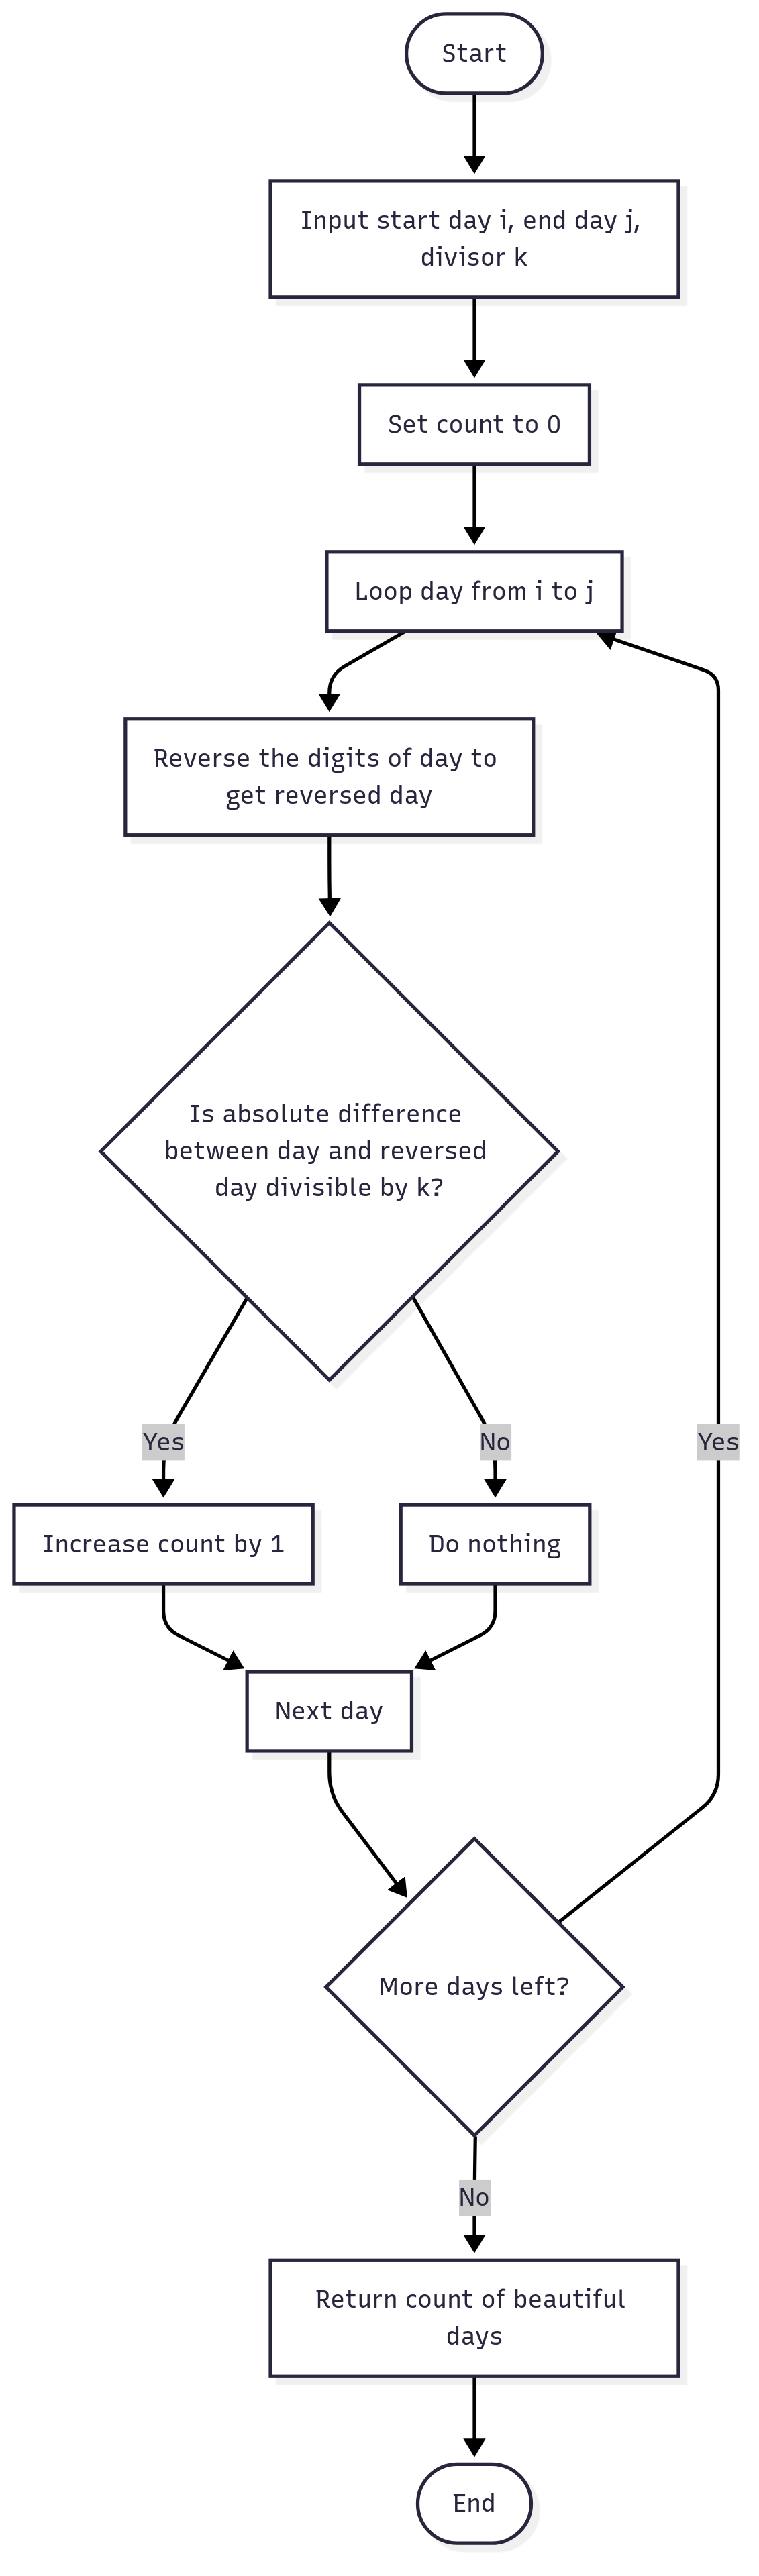 Start
Input start day i, end day j,
divisor k
Set count to 0
Loop day from i to j
Reverse the digits of day to
get reversed day
Is absolute difference
between day and reversed
day divisible by k?
Yes
No
Yes
Increase count by 1
Do nothing
Next day
More days left?
No
Return count of beautiful
days
End